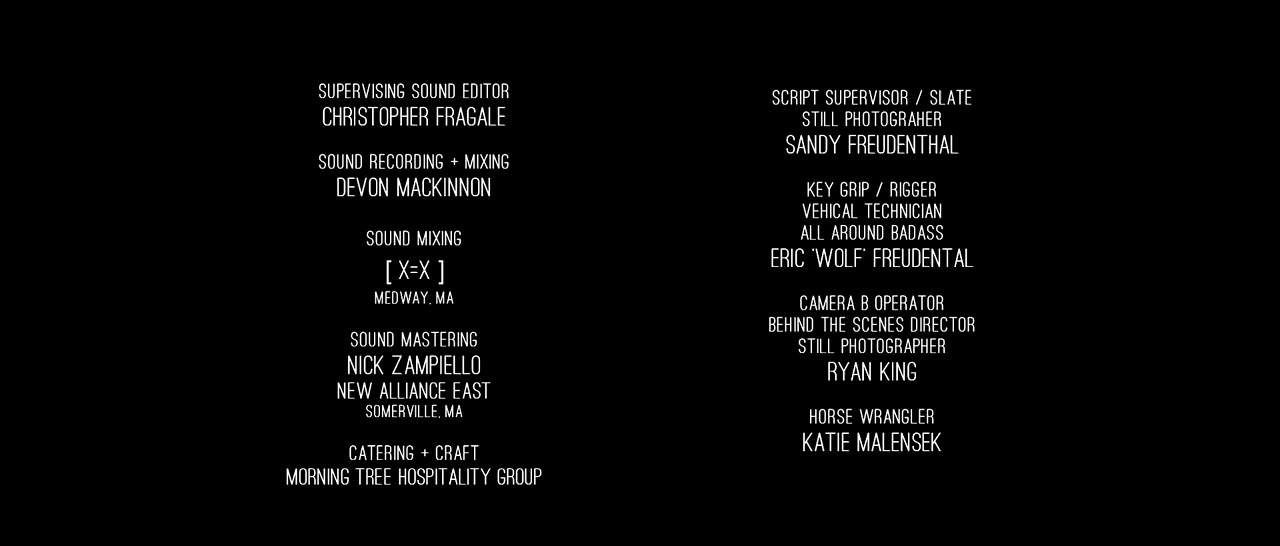 SUPERVISING SOUND EDITOR
CHRISTOPHER FRAGALE
SOUND RECORDING + MIXING
DEVON MACKINNON
SOUND MIXING
[ X=X ]
MEDWAY, MA
SOUND MASTERING
NICK ZAMPIELLO
NEW ALLIANCE EAST
SOMERVILLE, MA
CATERING + CRAFT
MORNING TREE HOSPITALITY GROUP
SCRIPT SUPERVISOR / SLATE
STILL PHOTOGRAHER
SANDY FREUDENTHAL
KEY GRIP / RIGGER
VEHICAL TECHNICIAN
ALL AROUND BADASS
ERIC "WOLF" FREUDENTAL
CAMERA B OPERATOR
BEHIND THE SCENES DIRECTOR
STILL PHOTOGRAPHER
RYAN KING
HORSE WRANGLER
KATIE MALENSEK